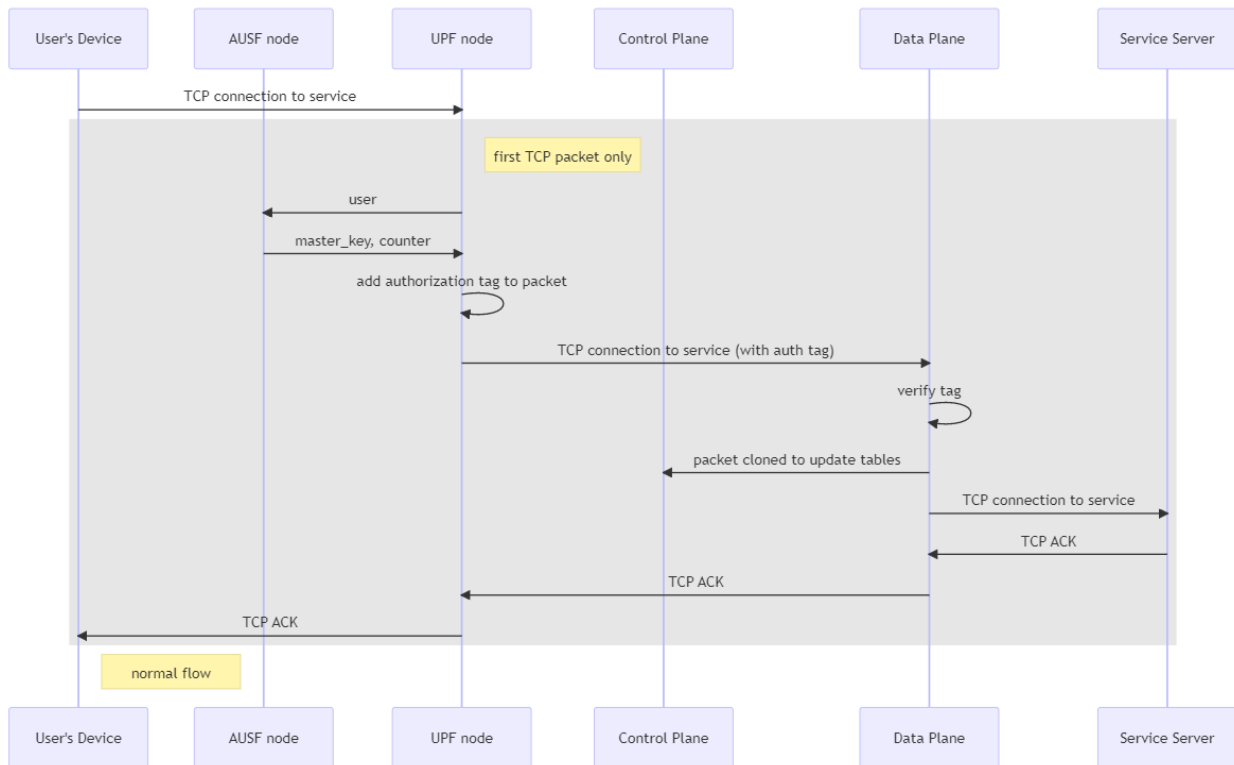 User's Device
AUSF node
UPF node
Control Plane
Data Plane
Service Server
TCP connection to service
first TCP packet only
user
master_key, counter
add authorization tag to packet
TCP connection to service (with auth tag)
verify tag
packet cloned to update tables
TCP connection to service
TCP ACK
TCP ACK
TCP ACK
normal flow
User's Device
AUSF node
UPF node
Control Plane
Data Plane
Service Server